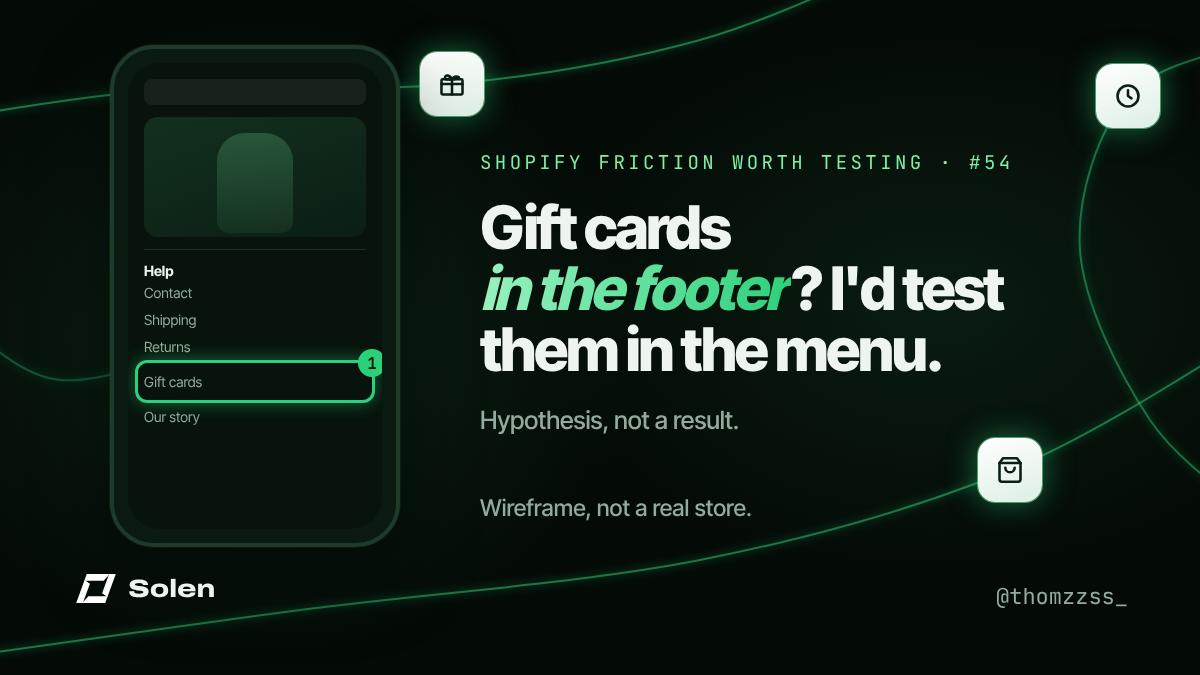 SHOPIFY FRICTION WORTH TESTING · #54
Gift cards
in the footer? I'd test
them in the menu.
Hypothesis, not a result.
Wireframe, not a real store.
Help
Contact
Shipping
Returns
Gift cards
1
Our story
Solen
@thomzzss_